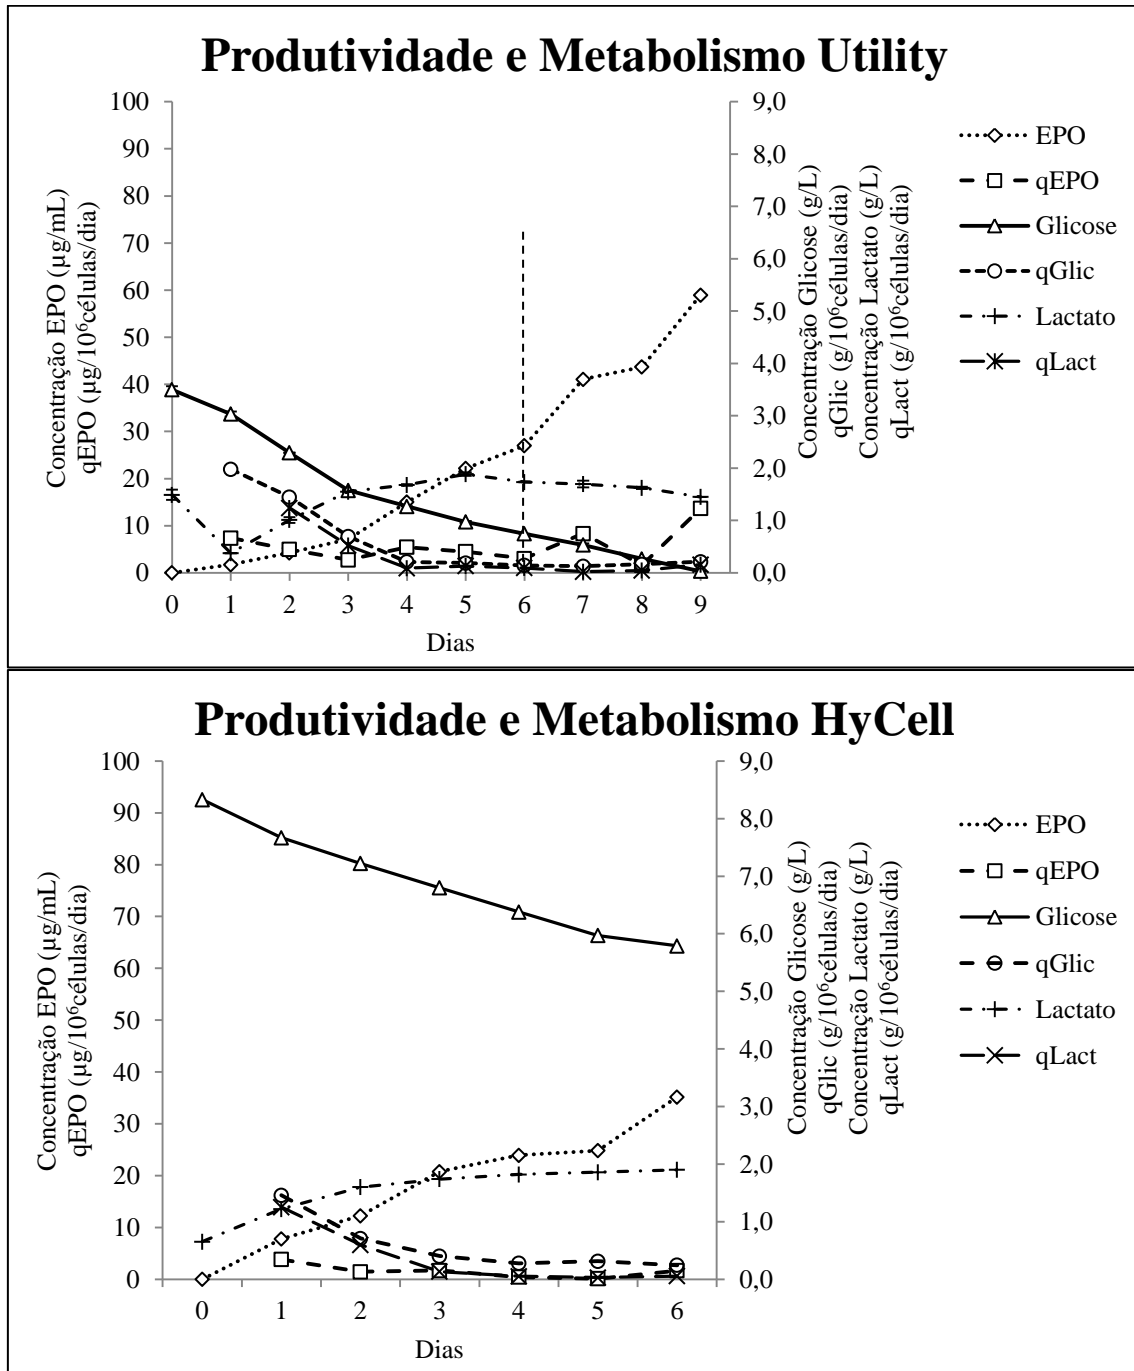 Produtividade e Metabolismo Utility
100
90
80
70
60
50
40
30
20
10
0
Concentração EPO (µg/mL)
qEPO (µg/10⁶células/dia)
9,0
8,0
7,0
6,0
5,0
4,0
3,0
2,0
1,0
0,0
Concentração Glicose (g/L)
qGlic (g/10⁶células/dia)
Concentração Lactato (g/L)
qLact (g/10⁶células/dia)
0 1 2 3 4 5 6 7 8 9
Dias
EPO
qEPO
Glicose
qGlic
Lactato
qLact
Produtividade e Metabolismo HyCell
100
90
80
70
60
50
40
30
20
10
0
Concentração EPO (µg/mL)
qEPO (µg/10⁶células/dia)
9,0
8,0
7,0
6,0
5,0
4,0
3,0
2,0
1,0
0,0
Concentração Glicose (g/L)
qGlic (g/10⁶células/dia)
Concentração Lactato (g/L)
qLact (g/10⁶células/dia)
0 1 2 3 4 5 6
Dias
EPO
qEPO
Glicose
qGlic
Lactato
qLact